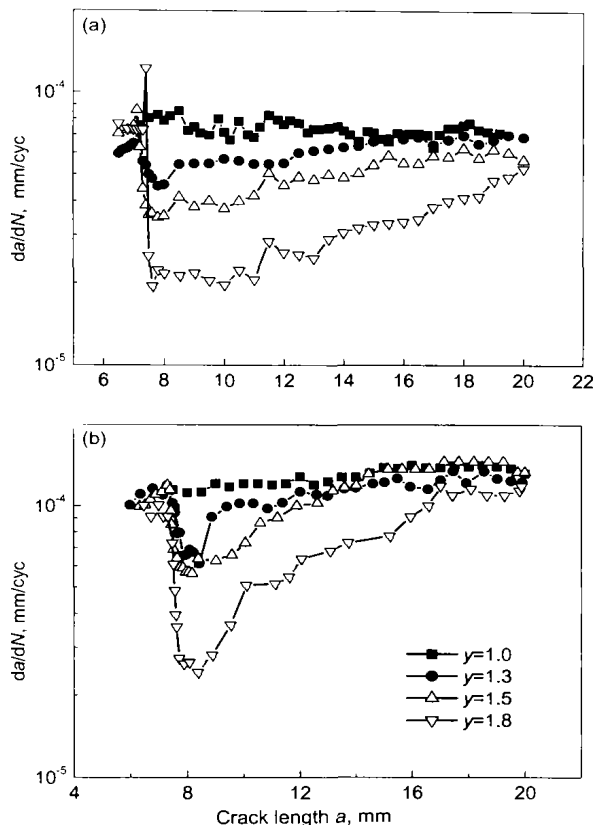 (a)
10⁻⁴
da/dN, mm/cyc
10⁻⁵
6 8 10 12 14 16 18 20 22
(b)
10⁻⁴
da/dN, mm/cyc
y=1.0
y=1.3
y=1.5
y=1.8
10⁻⁵
4 8 12 16 20
Crack length a, mm